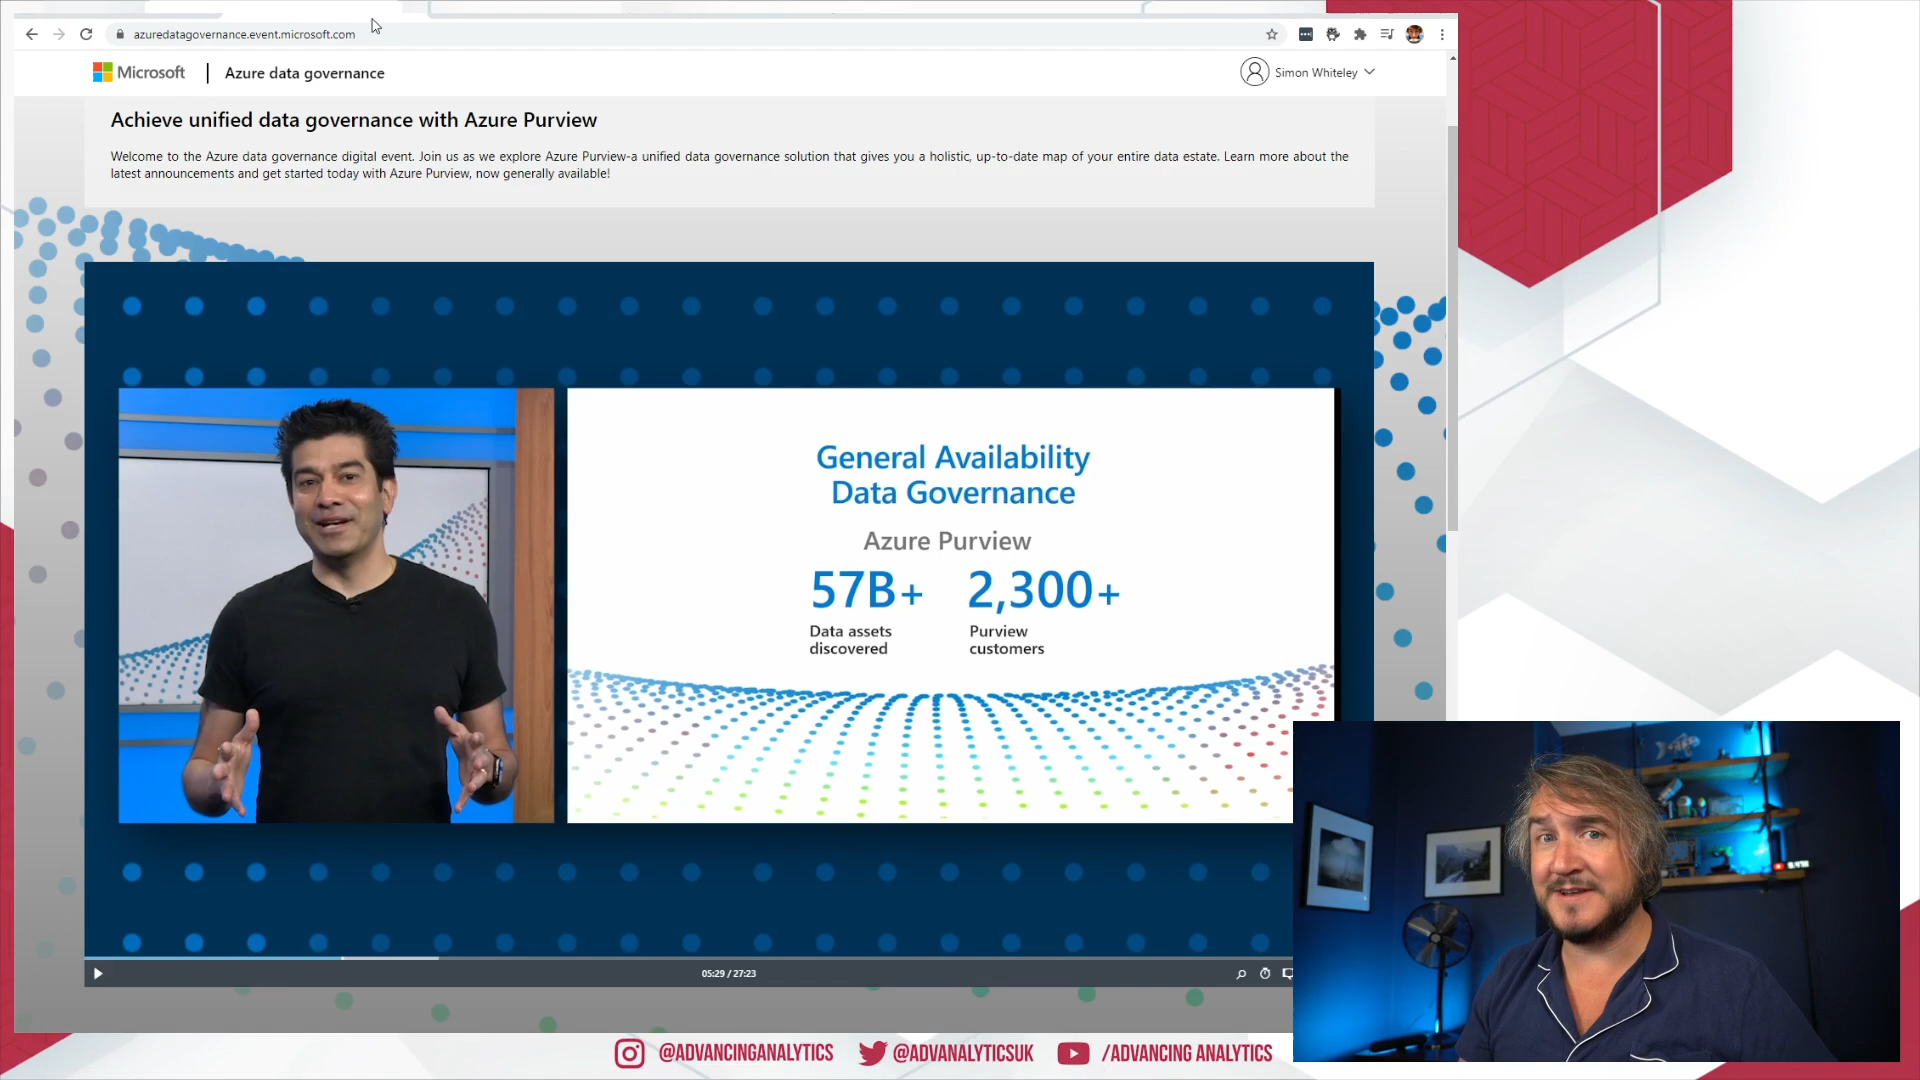 azuredatagovernance.event.microsoft.com
Microsoft
Azure data governance
Simon Whiteley
Achieve unified data governance with Azure Purview
Welcome to the Azure data governance digital event. Join us as we explore Azure Purview-a unified data governance solution that gives you a holistic, up-to-date map of your entire data estate. Learn more about the
latest announcements and get started today with Azure Purview, now generally available!
General Availability
Data Governance
Azure Purview
57B+ 2,300+
Data assets
discovered
Purview
customers
05:29 / 27:23
@ADVANCINGANALYTICS
@ADVANALYTICSUK
/ADVANCING ANALYTICS